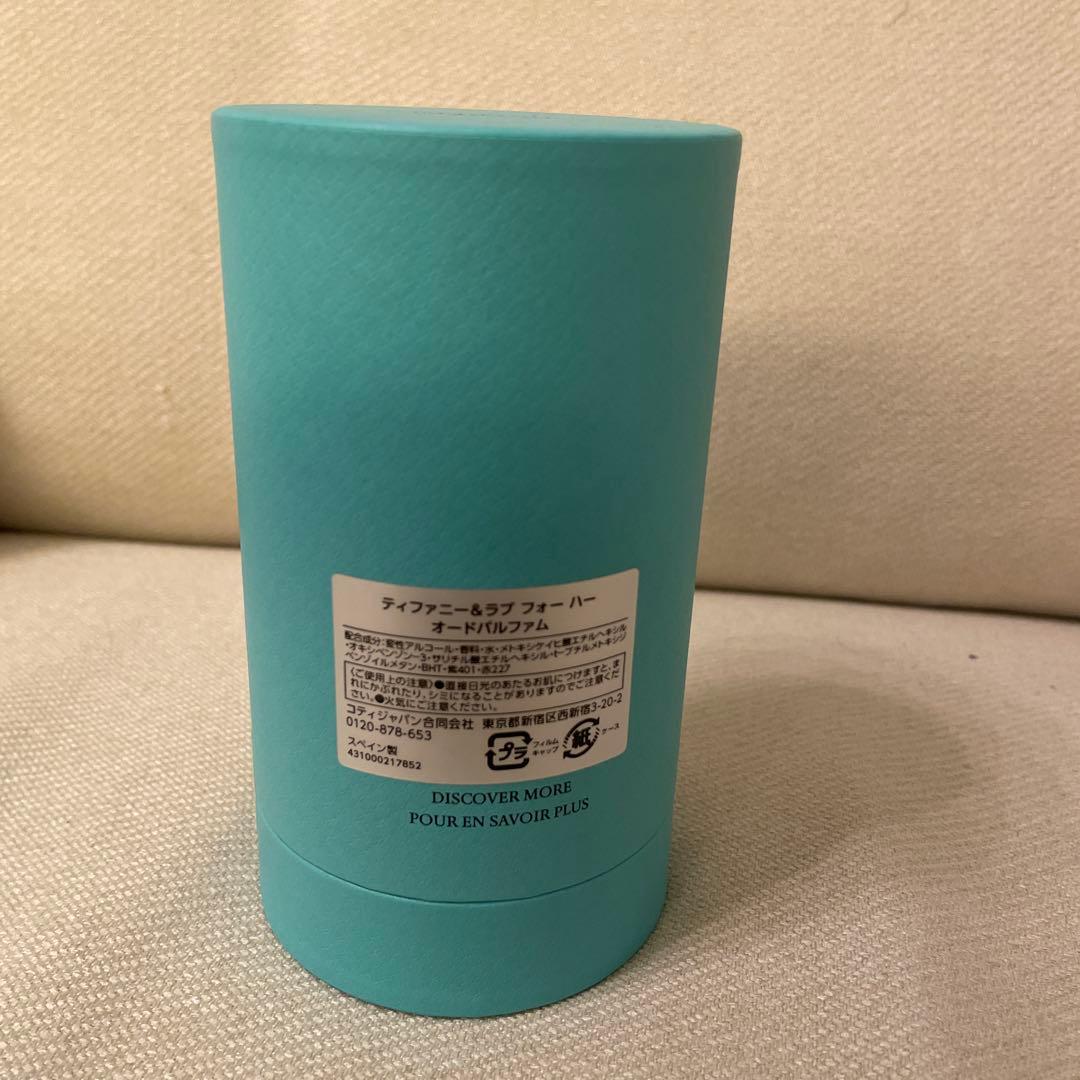 ティファニー&ラブ フォー ハー
オードパルファム
配合成分:変性アルコール・香料・水・メトキシケイヒ酸エチルヘキシル
・オキシベンゾン-3・サリチル酸エチルヘキシル・t-ブチルメトキシジ
ベンゾイルメタン・BHT・紫401・赤227
〈ご使用上の注意〉●直接日光のあたるお肌につけますと、ま
れにかぶれたり、シミになることがありますのでご注意くだ
さい。●火気にご注意ください。
コティジャパン合同会社 東京都新宿区西新宿3-20-2
0120-878-653
スペイン製
431000217852
プラ
フィルム
キャップ
紙
ケース
DISCOVER MORE
POUR EN SAVOIR PLUS